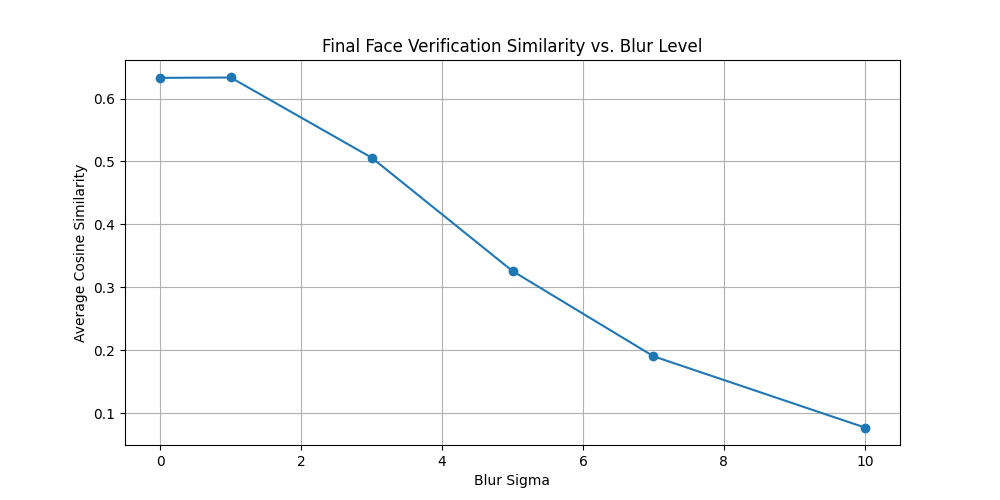 Final Face Verification Similarity vs. Blur Level
0.6
0.5
0.4
0.3
0.2
0.1
Average Cosine Similarity
0 2 4 6 8 10
Blur Sigma